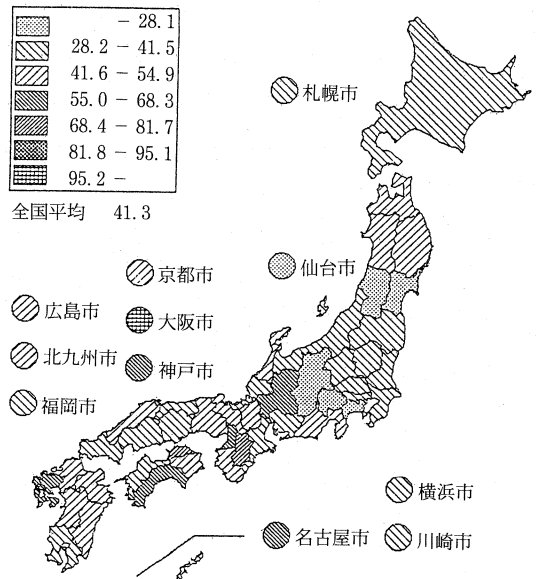 - 28.1
28.2 - 41.5
41.6 - 54.9
55.0 - 68.3
68.4 - 81.7
81.8 - 95.1
95.2 -
全国平均 41.3
札幌市
仙台市
京都市
広島市
大阪市
北九州市
神戸市
福岡市
横浜市
名古屋市
川崎市